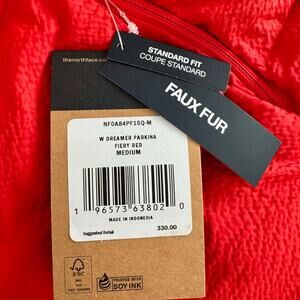 thenorthface.com
STANDARD FIT
COUPE STANDARD
FAUX FUR
NF0A84PF15Q-M
W DREAMER PARKINA
FIERY RED
MEDIUM
1 96573 63802 0
MADE IN INDONESIA
Suggested Retail
330.00
FSC
PRINTED WITH
SOY INK